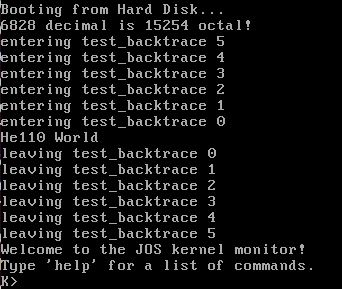 Booting from Hard Disk...
6828 decimal is 15254 octal!
entering test_backtrace 5
entering test_backtrace 4
entering test_backtrace 3
entering test_backtrace 2
entering test_backtrace 1
entering test_backtrace 0
He110 World
leaving test_backtrace 0
leaving test_backtrace 1
leaving test_backtrace 2
leaving test_backtrace 3
leaving test_backtrace 4
leaving test_backtrace 5
Welcome to the JOS kernel monitor!
Type 'help' for a list of commands.
K>